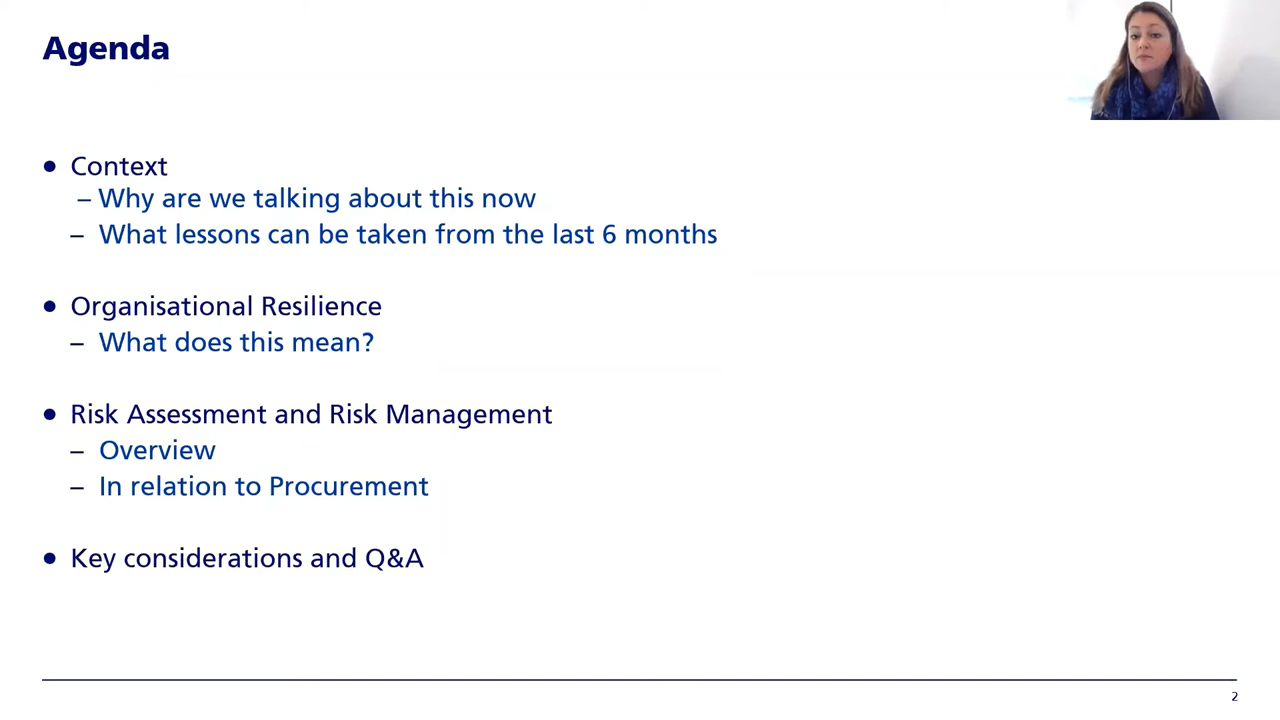 Agenda
• Context
– Why are we talking about this now
– What lessons can be taken from the last 6 months
• Organisational Resilience
– What does this mean?
• Risk Assessment and Risk Management
– Overview
– In relation to Procurement
• Key considerations and Q&A
2